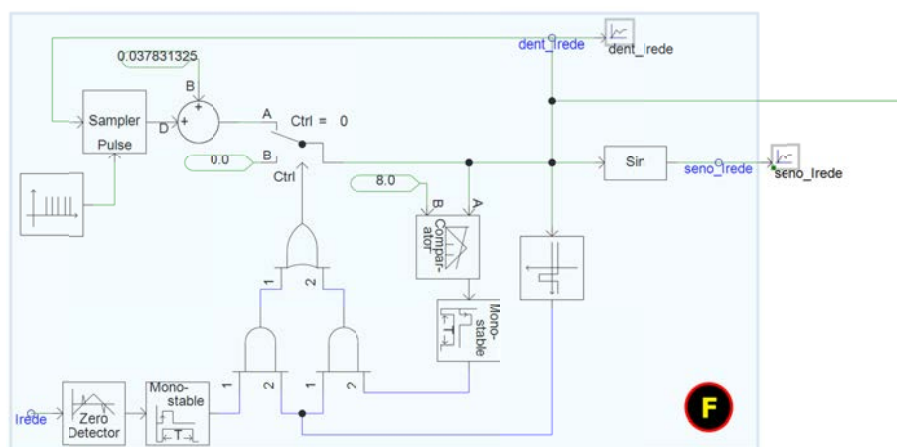 dent_Irede
dent_Irede
0.037831325
B
+
Sampler
Pulse
D
+
A
Ctrl = 0
0.0
B
Ctrl
8.0
B
A
Sin
seno_Irede
seno_Irede
Compar-
ator
1
2
Mono-
stable
T
1
2
1
2
Irede
Zero
Detector
Mono-
stable
T
F